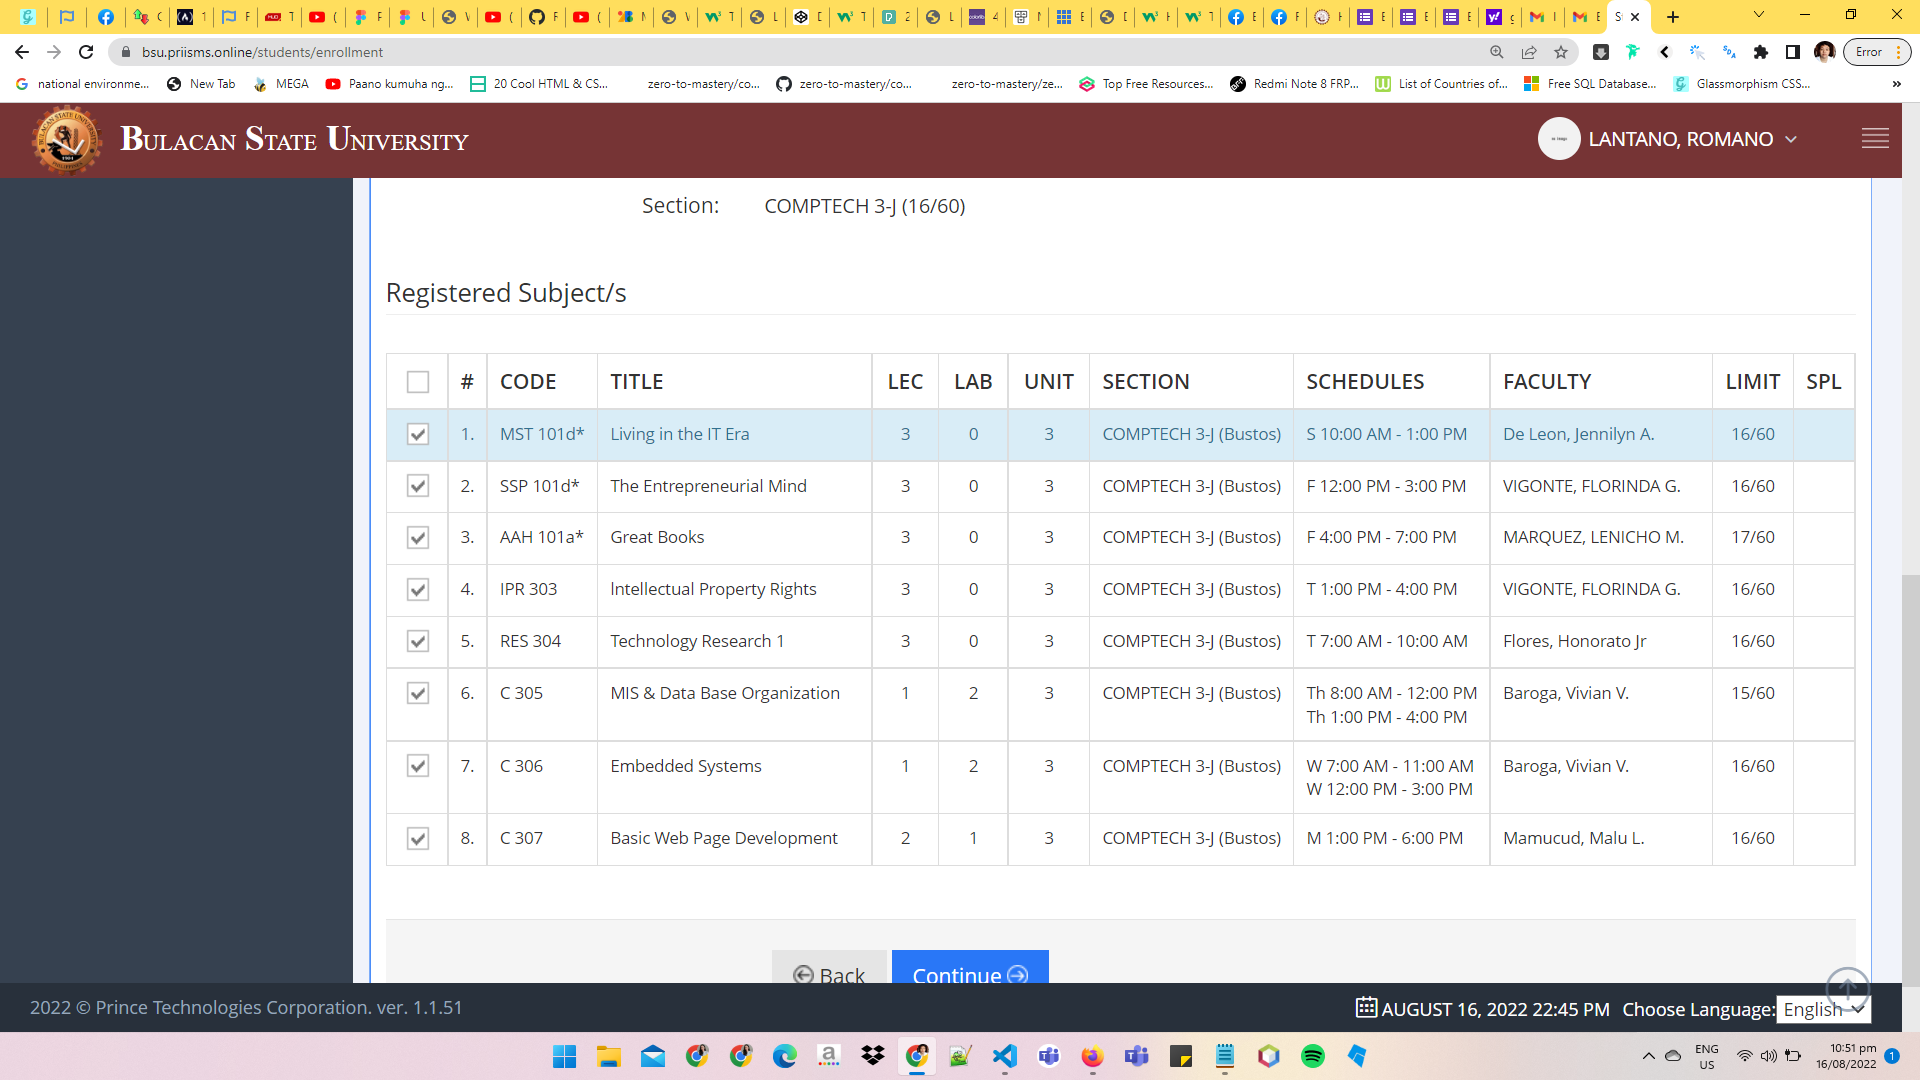 bsu.priisms.online/students/enrollment
Error
national environme...
New Tab
MEGA
Paano kumuha ng...
20 Cool HTML & CS...
zero-to-mastery/co...
zero-to-mastery/co...
zero-to-mastery/ze...
Top Free Resources...
Redmi Note 8 FRP...
List of Countries of...
Free SQL Database...
Glassmorphism CSS...
»
BULACAN STATE UNIVERSITY
LANTANO, ROMANO
Section: COMPTECH 3-J (16/60)
Registered Subject/s
# CODE TITLE LEC LAB UNIT SECTION SCHEDULES FACULTY LIMIT SPL
1. MST 101d* Living in the IT Era 3 0 3 COMPTECH 3-J (Bustos) S 10:00 AM - 1:00 PM De Leon, Jennilyn A. 16/60
2. SSP 101d* The Entrepreneurial Mind 3 0 3 COMPTECH 3-J (Bustos) F 12:00 PM - 3:00 PM VIGONTE, FLORINDA G. 16/60
3. AAH 101a* Great Books 3 0 3 COMPTECH 3-J (Bustos) F 4:00 PM - 7:00 PM MARQUEZ, LENICHO M. 17/60
4. IPR 303 Intellectual Property Rights 3 0 3 COMPTECH 3-J (Bustos) T 1:00 PM - 4:00 PM VIGONTE, FLORINDA G. 16/60
5. RES 304 Technology Research 1 3 0 3 COMPTECH 3-J (Bustos) T 7:00 AM - 10:00 AM Flores, Honorato Jr 16/60
6. C 305 MIS & Data Base Organization 1 2 3 COMPTECH 3-J (Bustos) Th 8:00 AM - 12:00 PM Baroga, Vivian V. 15/60
Th 1:00 PM - 4:00 PM
7. C 306 Embedded Systems 1 2 3 COMPTECH 3-J (Bustos) W 7:00 AM - 11:00 AM Baroga, Vivian V. 16/60
W 12:00 PM - 3:00 PM
8. C 307 Basic Web Page Development 2 1 3 COMPTECH 3-J (Bustos) M 1:00 PM - 6:00 PM Mamucud, Malu L. 16/60
Back Continue
2022 © Prince Technologies Corporation. ver. 1.1.51
AUGUST 16, 2022 22:45 PM Choose Language: English
ENG
US
10:51 pm
16/08/2022
1